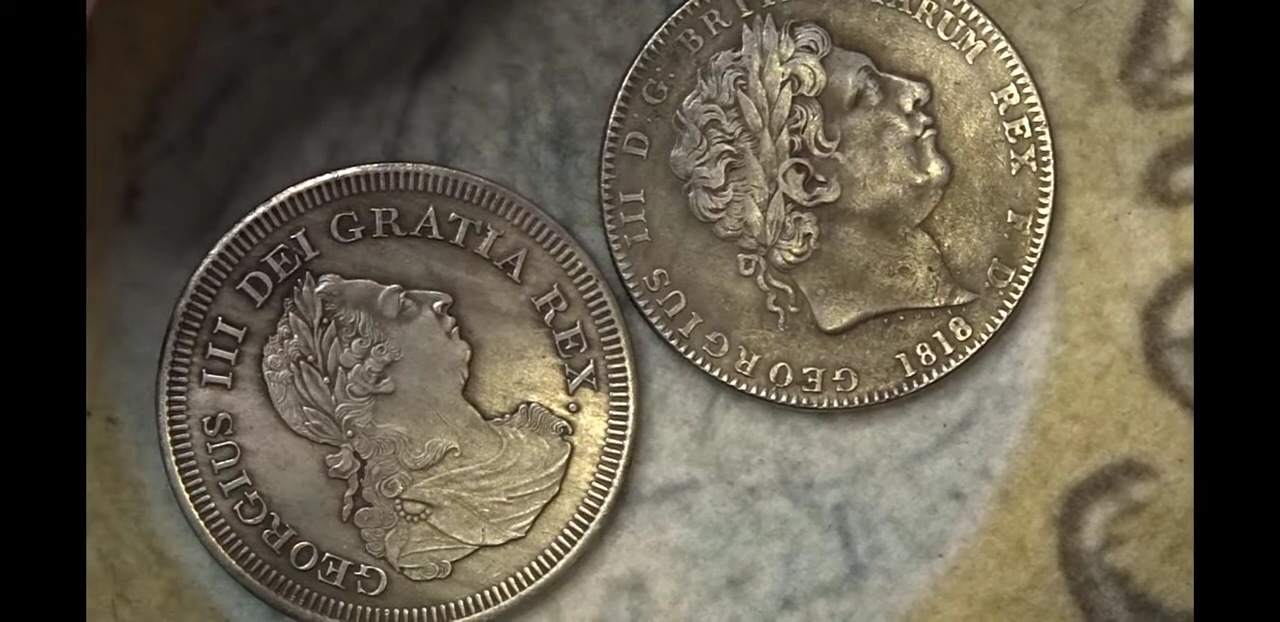 GEORGIUS III DEI GRATIA REX.
GEORGIUS III D:G: BRIT ARUM REX F:D:
1818